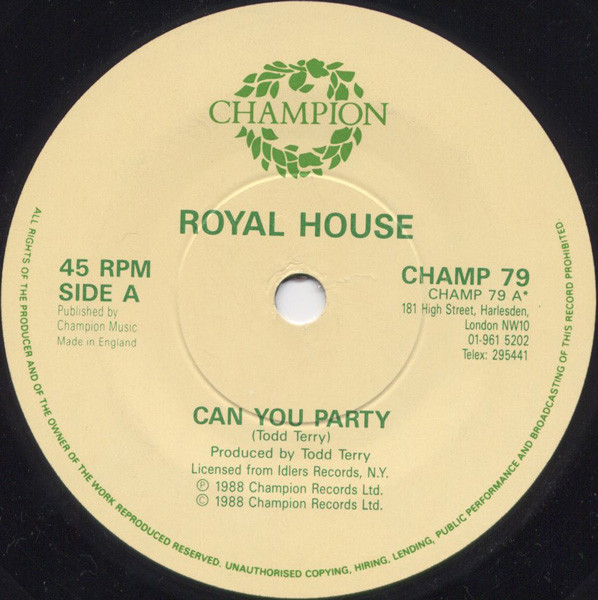 CHAMPION
ROYAL HOUSE
45 RPM
SIDE A
Published by
Champion Music
Made in England
CHAMP 79
CHAMP 79 A*
181 High Street, Harlesden,
London NW10
01-961 5202
Telex: 295441
CAN YOU PARTY
(Todd Terry)
Produced by Todd Terry
Licensed from Idlers Records, N.Y.
℗ 1988 Champion Records Ltd.
© 1988 Champion Records Ltd.
ALL RIGHTS OF THE PRODUCER AND OF THE OWNER OF THE WORK REPRODUCED RESERVED. UNAUTHORISED COPYING, HIRING, LENDING, PUBLIC PERFORMANCE AND BROADCASTING OF THIS RECORD PROHIBITED